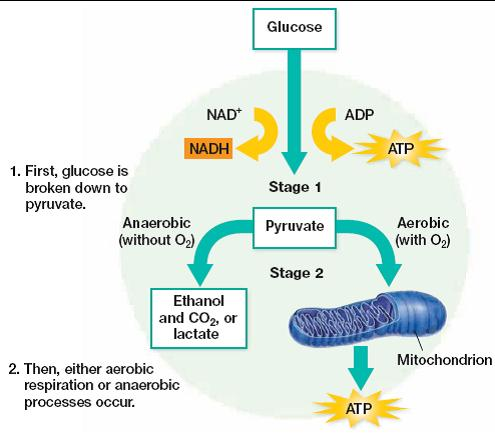 Glucose
NAD⁺
ADP
NADH
ATP
1. First, glucose is
broken down to
pyruvate.
Stage 1
Anaerobic
(without O₂)
Pyruvate
Aerobic
(with O₂)
Stage 2
Ethanol
and CO₂, or
lactate
Mitochondrion
2. Then, either aerobic
respiration or anaerobic
processes occur.
ATP